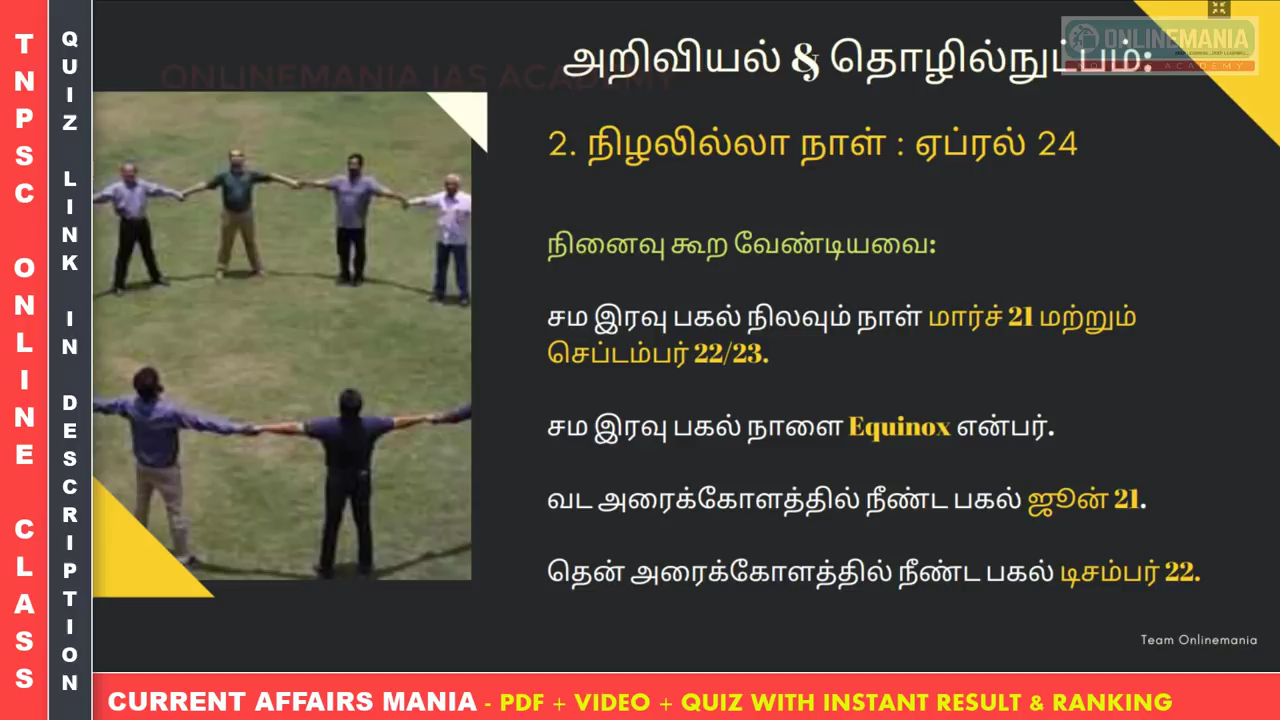 TNPSC ONLINE CLASS
QUIZ LINK IN DESCRIPTION
ONLINEMANIA IAS ACADEMY
ONLINEMANIA
அறிவியல் & தொழில்நுட்பம்:
2. நிழலில்லா நாள் : ஏப்ரல் 24
நினைவு கூற வேண்டியவை:
சம இரவு பகல் நிலவும் நாள் மார்ச் 21 மற்றும்
செப்டம்பர் 22/23.
சம இரவு பகல் நாளை Equinox என்பர்.
வட அரைக்கோளத்தில் நீண்ட பகல் ஜூன் 21.
தென் அரைக்கோளத்தில் நீண்ட பகல் டிசம்பர் 22.
Team Onlinemania
CURRENT AFFAIRS MANIA - PDF + VIDEO + QUIZ WITH INSTANT RESULT & RANKING